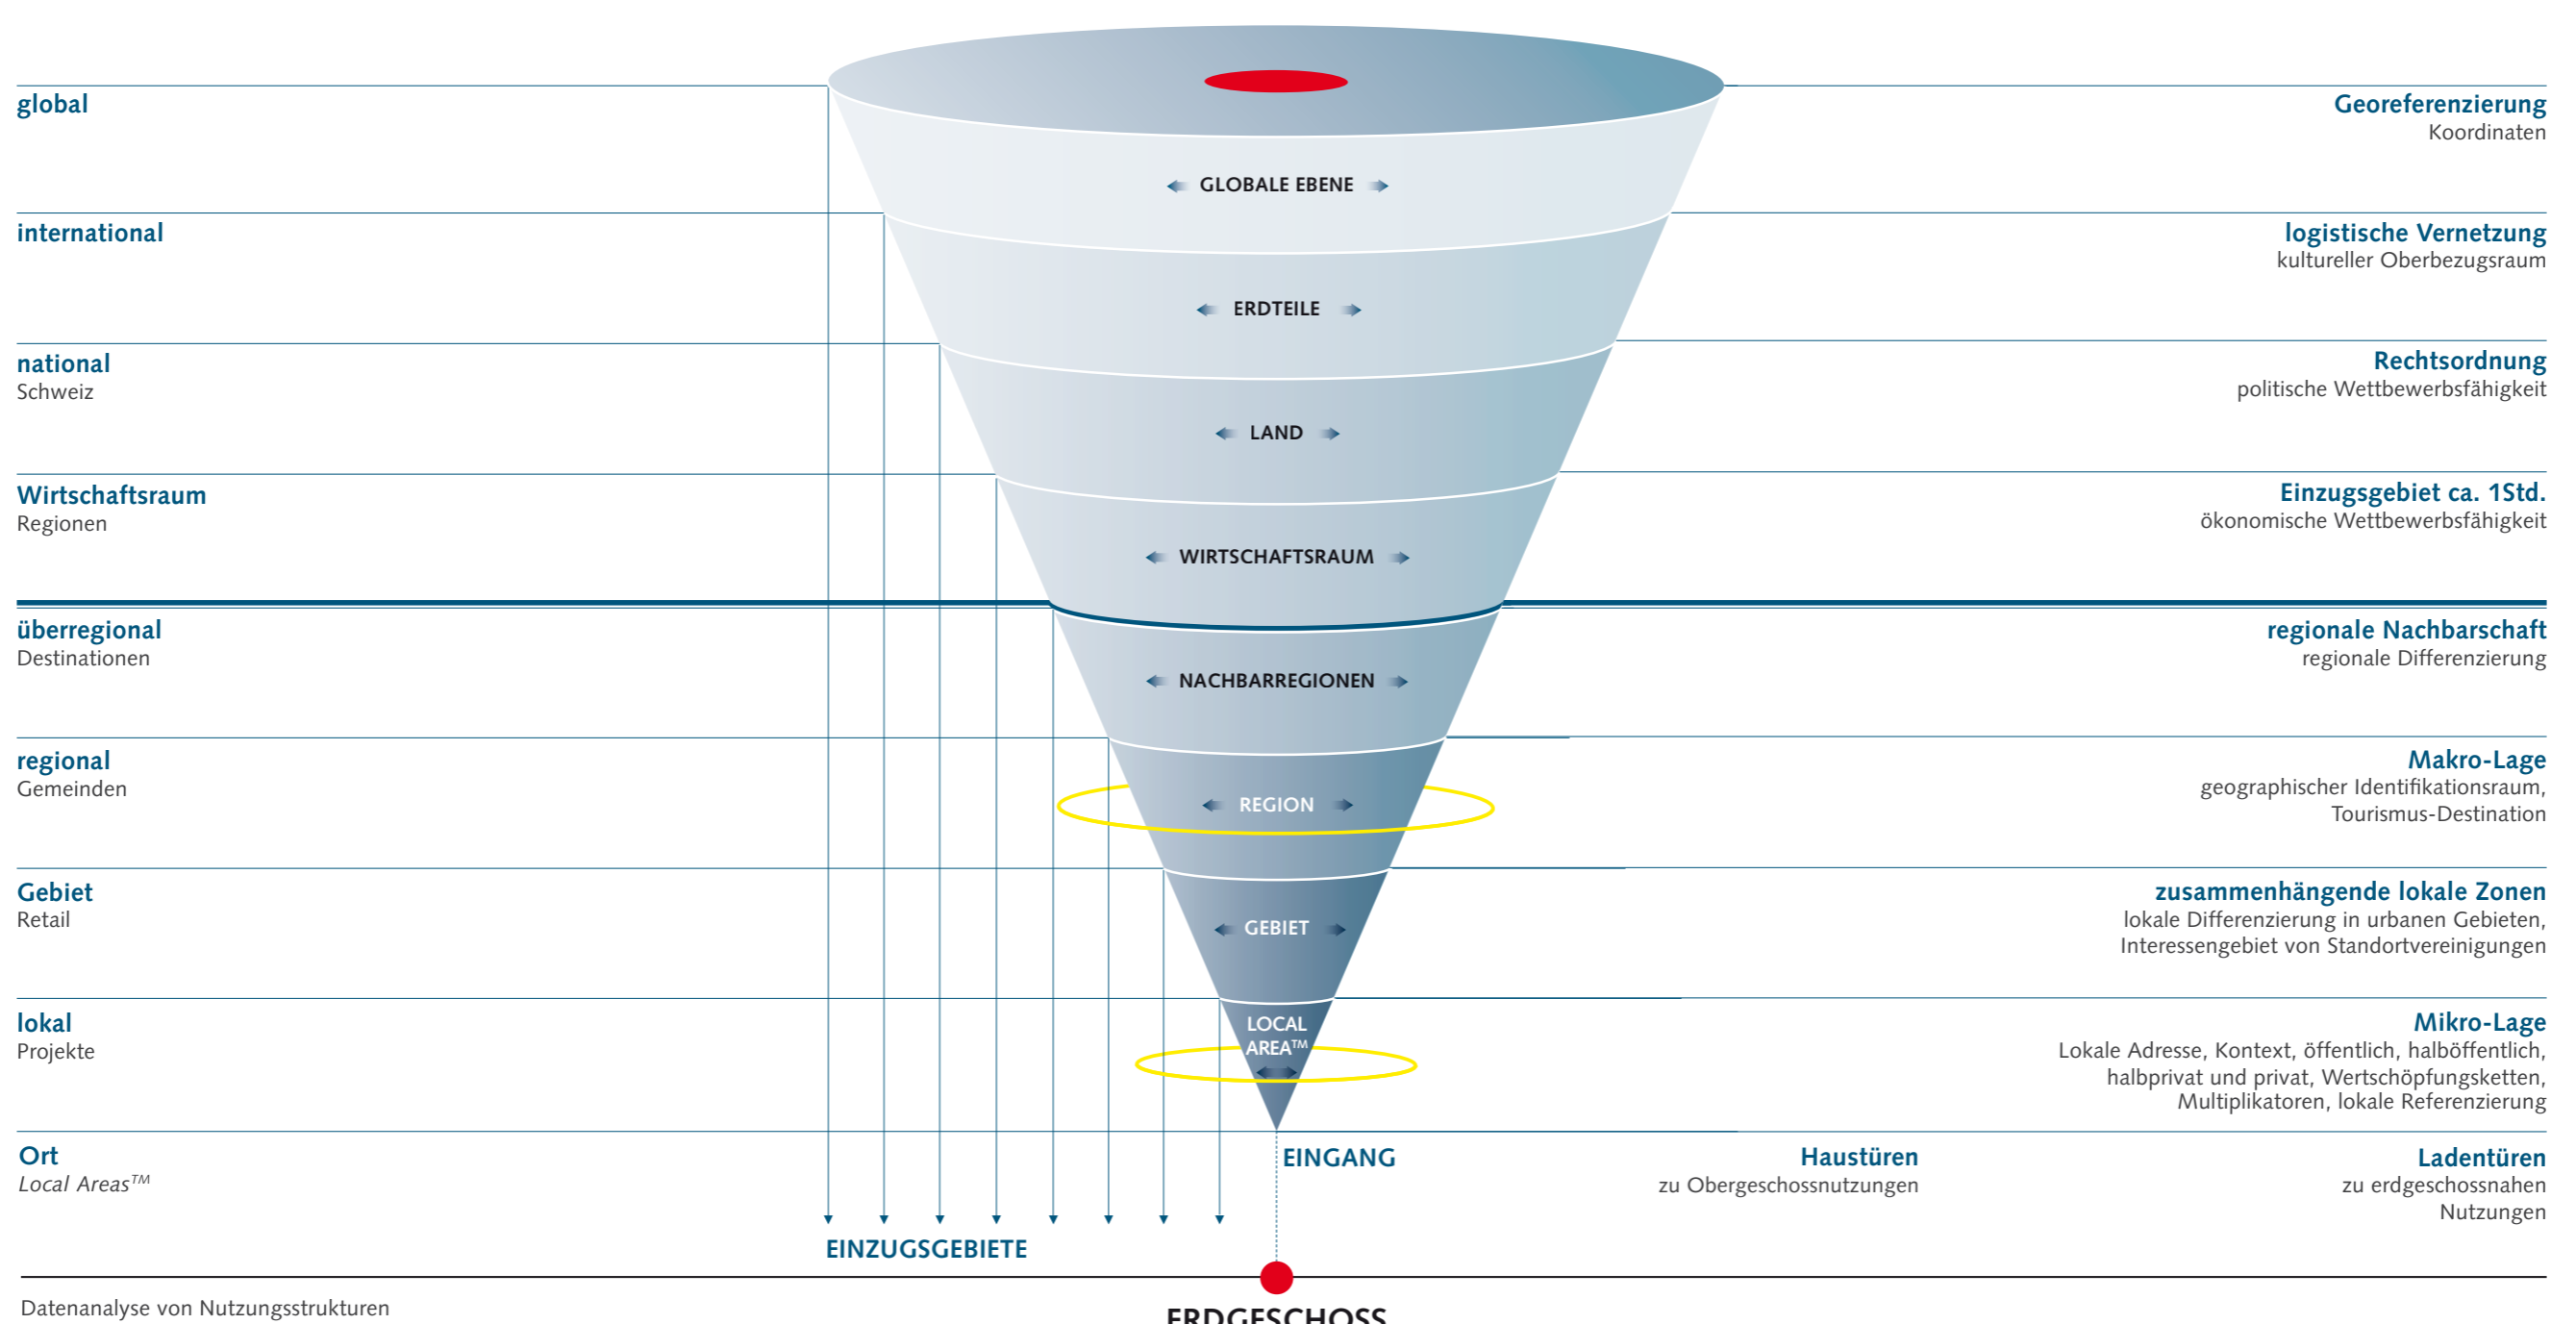 global
Georeferenzierung
Koordinaten
GLOBALE EBENE
international
logistische Vernetzung
kultureller Oberbezugsraum
ERDTEILE
national
Schweiz
Rechtsordnung
politische Wettbewerbsfähigkeit
LAND
Wirtschaftsraum
Regionen
Einzugsgebiet ca. 1Std.
ökonomische Wettbewerbsfähigkeit
WIRTSCHAFTSRAUM
überregional
Destinationen
regionale Nachbarschaft
regionale Differenzierung
NACHBARREGIONEN
regional
Gemeinden
Makro-Lage
geographischer Identifikationsraum,
Tourismus-Destination
REGION
Gebiet
Retail
zusammenhängende lokale Zonen
lokale Differenzierung in urbanen Gebieten,
Interessengebiet von Standortvereinigungen
GEBIET
lokal
Projekte
LOCAL
AREA™
Mikro-Lage
Lokale Adresse, Kontext, öffentlich, halböffentlich,
halbprivat und privat, Wertschöpfungsketten,
Multiplikatoren, lokale Referenzierung
Ort
Local Areas™
EINGANG
Haustüren
zu Obergeschossnutzungen
Ladentüren
zu erdgeschossnahen
Nutzungen
EINZUGSGEBIETE
Datenanalyse von Nutzungsstrukturen
ERDGESCHOSS